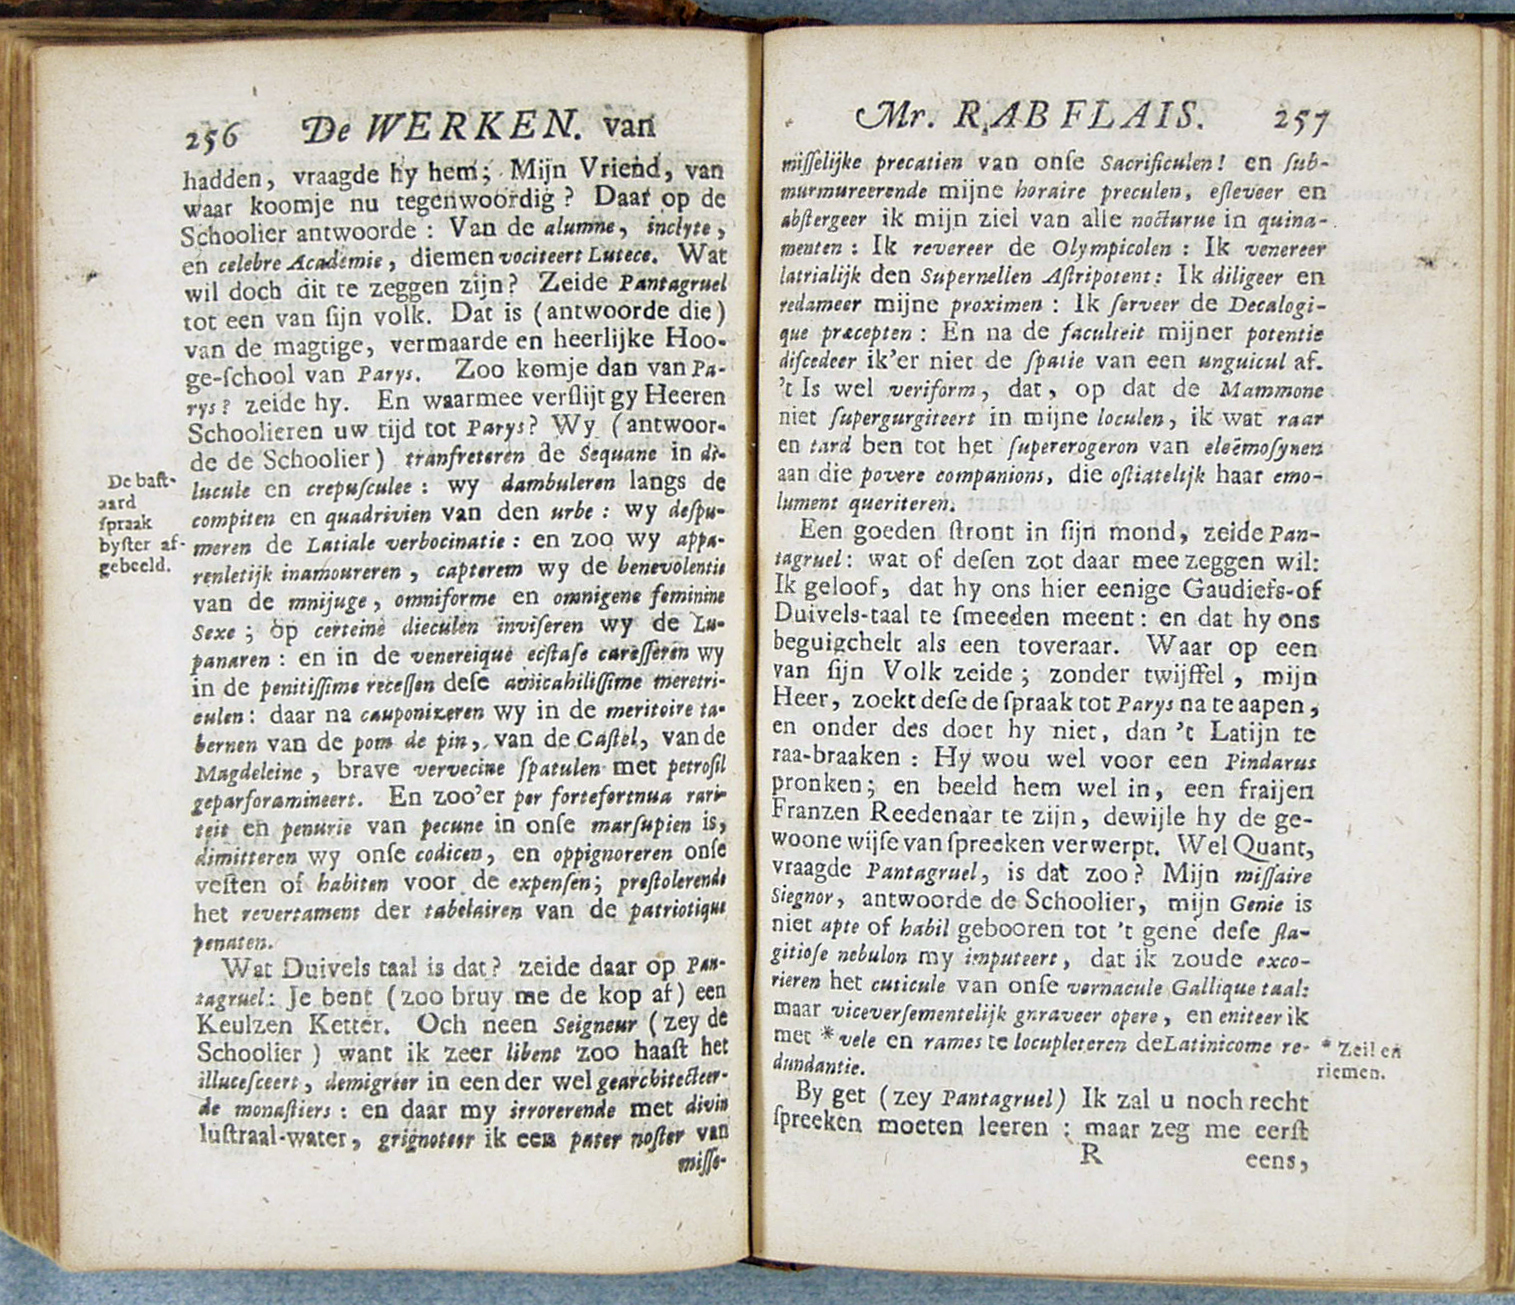 256 De WERKEN. van
hadden, vraagde hy hem; Mijn Vriend, van
waar koomje nu tegenwoordig? Daar op de
Schoolier antwoorde: Van de alumne, inclyte,
en celebre Academie, diemen vociteert Lutece. Wat
wil doch dit te zeggen zijn? Zeide Pantagruel
tot een van sijn volk. Dat is (antwoorde die)
van de magtige, vermaarde en heerlijke Hoo-
ge-school van Parys. Zoo komje dan van Pa-
rys? zeide hy. En waarmee verslijt gy Heeren
Schoolieren uw tijd tot Parys? Wy (antwoor-
de de Schoolier) transfreteren de Sequane in di-
lucule en crepusculee: wy dambuleren langs de
compiten en quadrivien van den urbe: wy despu-
meren de Latiale verbocinatie: en zoo wy appa-
renletijk inamoureren, capterem wy de benevolentie
van de mnijuge, omniforme en omnigene feminine
Sexe; op certeine dieculen inviseren wy de Lu-
panaren: en in de venereique ecstase caresseren wy
in de penitissime recessen dese amicabilissime meretri-
culen: daar na cauponizeren wy in de meritoire ta-
bernen van de pom de pin, van de Castel, van de
Magdeleine, brave vervecine spatulen met petrosil
geparforamineert. En zoo'er per fortefortnua rari-
teit en penurie van pecune in onse marsupien is,
dimitteren wy onse codicen, en oppignoreren onse
vesten of habiten voor de expensen; prestolerende
het revertament der tabelairen van de patriotique
penaten.
Wat Duivels taal is dat? zeide daar op Pan-
tagruel: Je bent (zoo bruy me de kop af) een
Keulzen Ketter. Och neen Seigneur (zey de
Schoolier) want ik zeer libent zoo haast het
illucesceert, demigreer in een der wel gearchitecteer-
de monastiers: en daar my irrorerende met divin
lustraal-water, grignoteer ik een pater noster van
misse-
De bast-
aard
spraak
byster af-
gebeeld.
Mr. RABELAIS. 257
misselijke precatien van onse Sacrificulen! en sub-
murmureerende mijne horaire preculen, esleveer en
abstergeer ik mijn ziel van alle nocturue in quina-
menten: Ik revereer de Olympicolen: Ik venereer
latrialijk den Supernellen Astripotent: Ik diligeer en
redameer mijne proximen: Ik serveer de Decalogi-
que præcepten: En na de faculteit mijner potentie
discedeer ik'er niet de spatie van een unguicul af.
't Is wel veriform, dat, op dat de Mammone
niet supergurgiteert in mijne loculen, ik wat raar
en tard ben tot het supererogeron van eleëmosynen
aan die povere companions, die ostiatelijk haar emo-
lument queriteren.
Een goeden stront in sijn mond, zeide Pan-
tagruel: wat of desen zot daar mee zeggen wil:
Ik geloof, dat hy ons hier eenige Gaudiefs-of
Duivels-taal te smeeden meent: en dat hy ons
beguigchelt als een toveraar. Waar op een
van sijn Volk zeide; zonder twijffel, mijn
Heer, zoekt dese de spraak tot Parys na te aapen,
en onder des doet hy niet, dan 't Latijn te
raa-braaken: Hy wou wel voor een Pindarus
pronken; en beeld hem wel in, een fraijen
Franzen Reedenaar te zijn, dewijle hy de ge-
woone wijse van spreeken verwerpt. Wel Quant,
vraagde Pantagruel, is dat zoo? Mijn missaire
Siegnor, antwoorde de Schoolier, mijn Genie is
niet apte of habil gebooren tot 't gene dese fla-
gitiose nebulon my imputeert, dat ik zoude exco-
rieren het cuticule van onse vernacule Gallique taal:
maar viceversementelijk gnraveer opere, en eniteer ik
met * vele en rames te locupleteren de Latinicome re-
dundantie.
By get (zey Pantagruel) Ik zal u noch recht
spreeken moeten leeren: maar zeg me eerst
R eens,
* Zeil en
riemen.